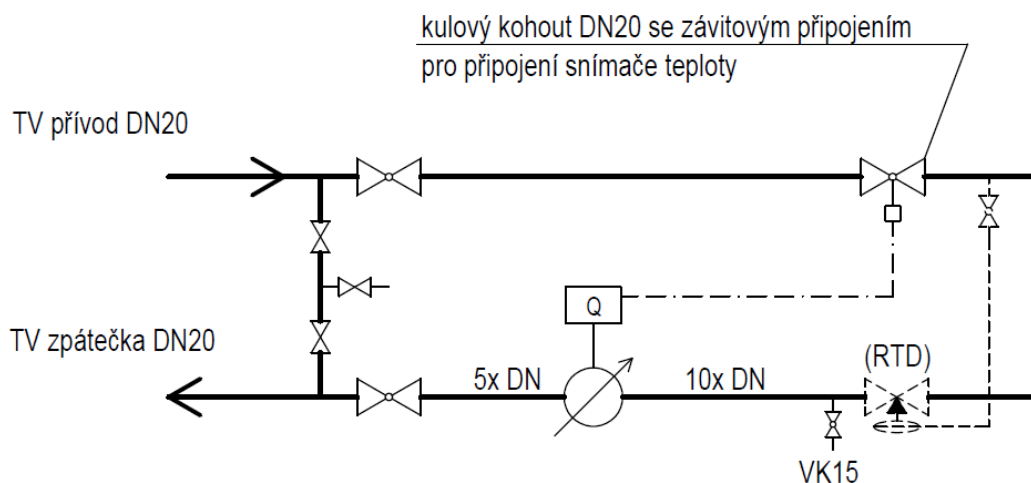 kulový kohout DN20 se závitovým připojením
pro připojení snímače teploty
TV přívod DN20
Q
TV zpátečka DN20
5x DN
10x DN
(RTD)
VK15